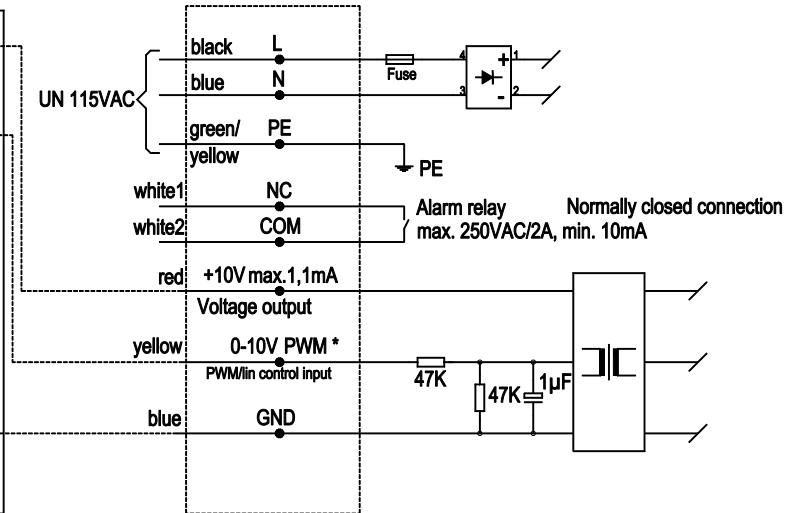 black L
4 + 1
Fuse
blue N
3 - 2
UN 115VAC
green/ PE
yellow
PE
white1 NC
Alarm relay Normally closed connection
white2 COM
max. 250VAC/2A, min. 10mA
red +10V max.1,1mA
Voltage output
yellow 0-10V PWM *
PWM/lin control input
47K
47K
1µF
blue GND